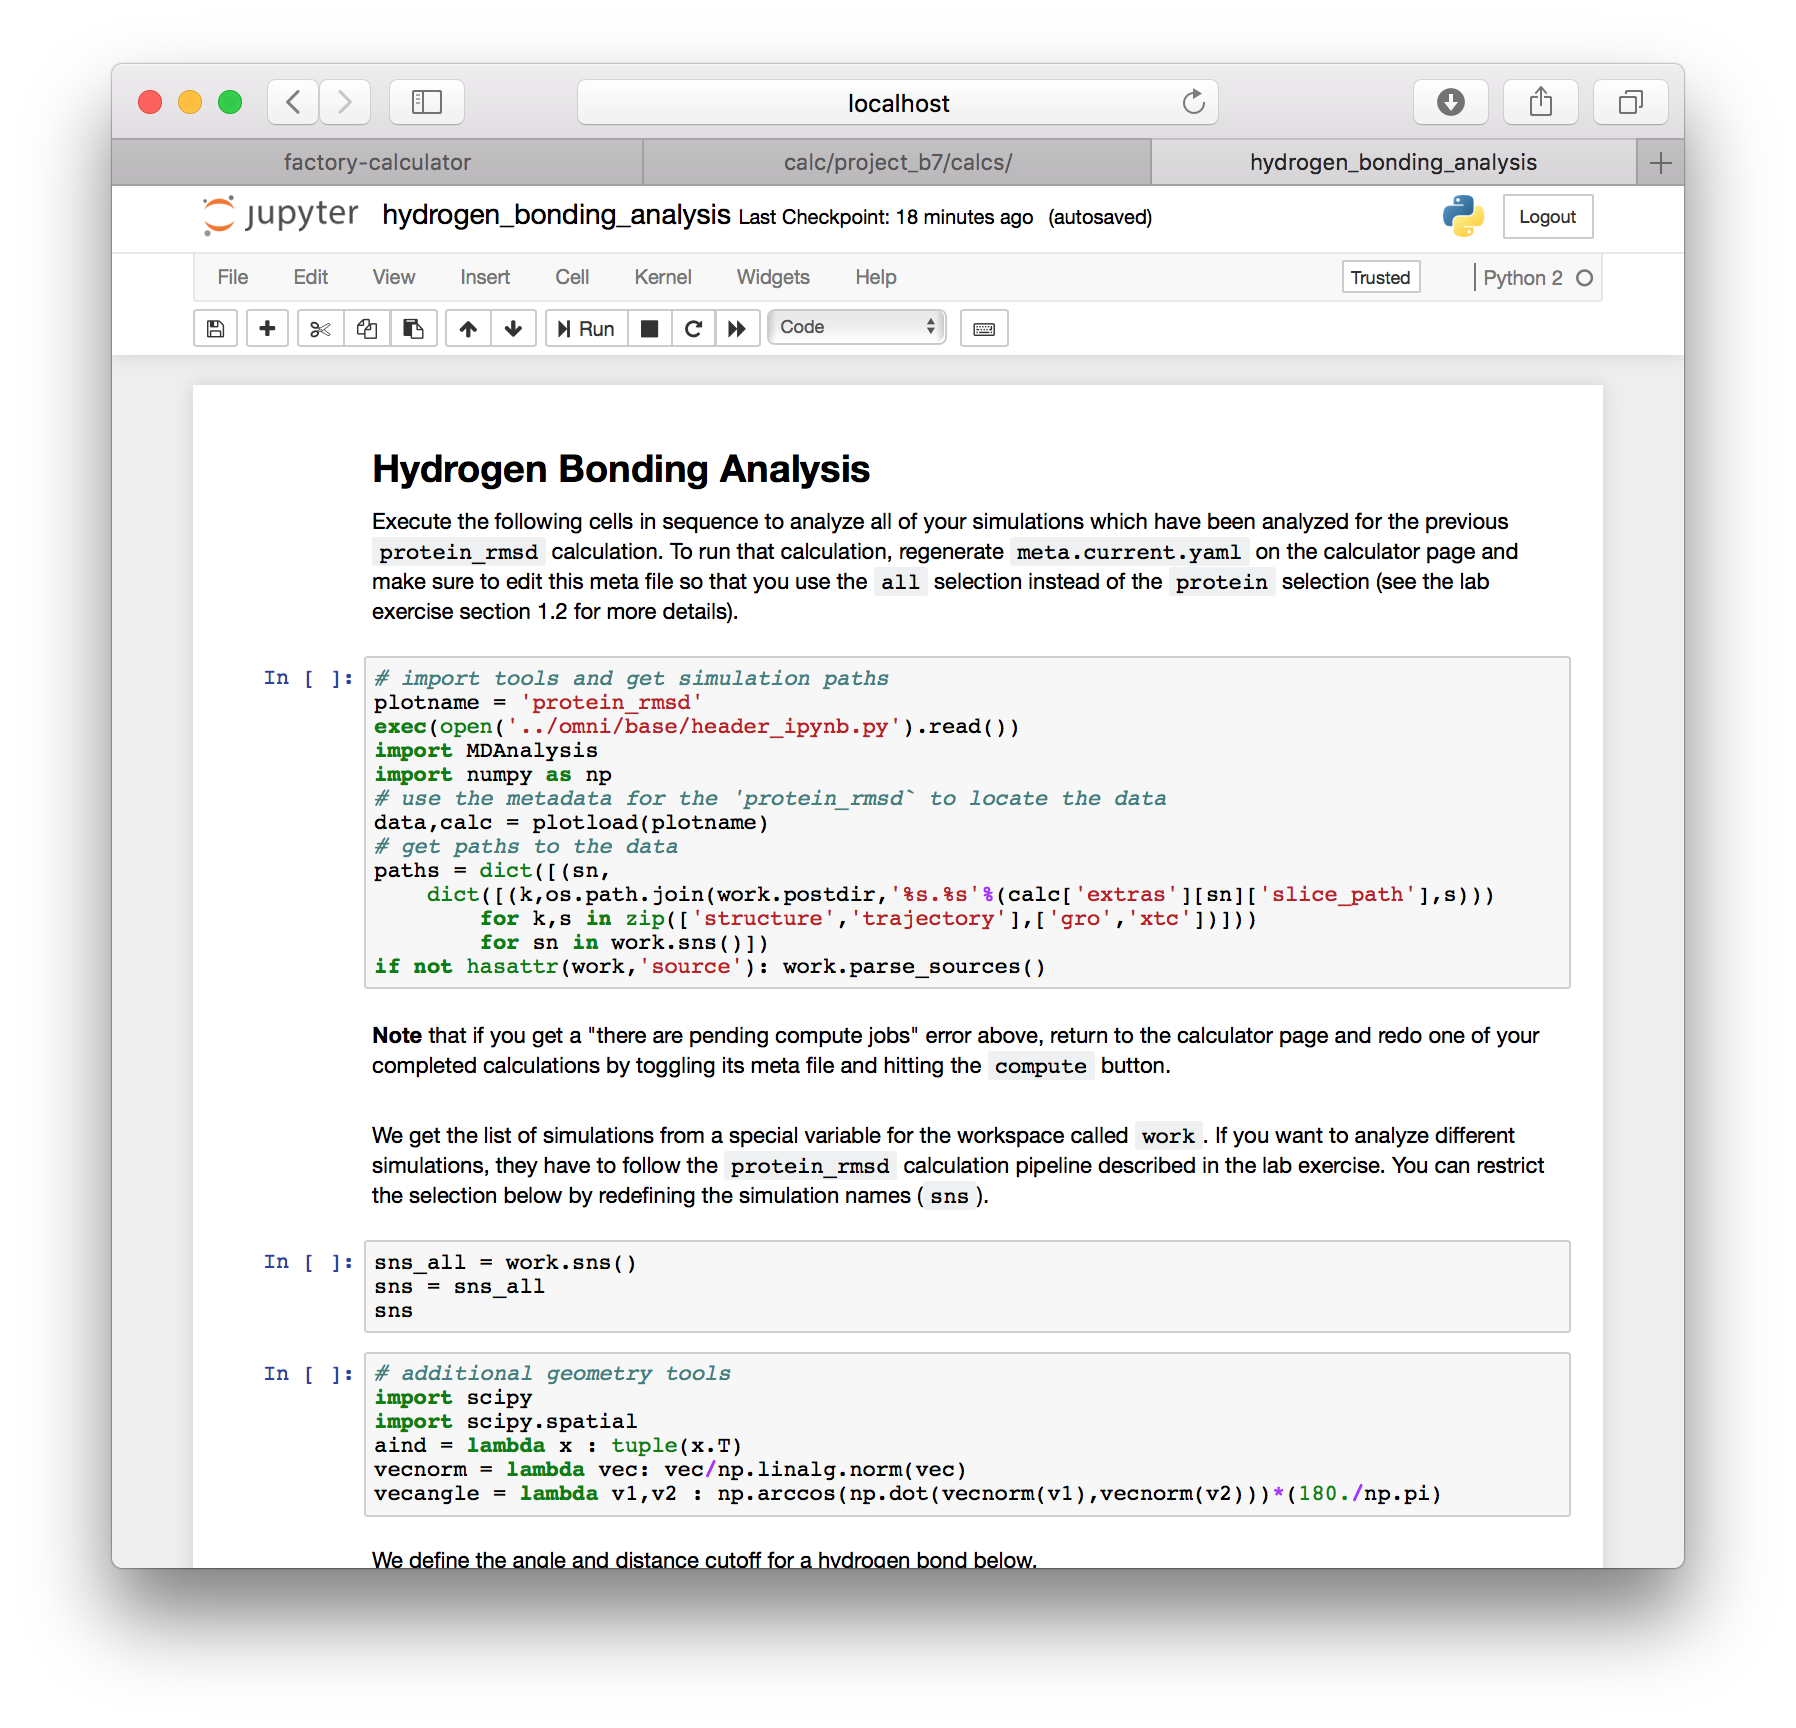 localhost
factory-calculator
calc/project_b7/calcs/
hydrogen_bonding_analysis
jupyter hydrogen_bonding_analysis Last Checkpoint: 18 minutes ago (autosaved)
Logout
File Edit View Insert Cell Kernel Widgets Help
Trusted
Python 2
Run
Code
Hydrogen Bonding Analysis
Execute the following cells in sequence to analyze all of your simulations which have been analyzed for the previous
protein_rmsd calculation. To run that calculation, regenerate meta.current.yaml on the calculator page and
make sure to edit this meta file so that you use the all selection instead of the protein selection (see the lab
exercise section 1.2 for more details).
In [ ]:
# import tools and get simulation paths
plotname = 'protein_rmsd'
exec(open('../omni/base/header_ipynb.py').read())
import MDAnalysis
import numpy as np
# use the metadata for the 'protein_rmsd` to locate the data
data,calc = plotload(plotname)
# get paths to the data
paths = dict([(sn,
    dict([(k,os.path.join(work.postdir,'%s.%s'%(calc['extras'][sn]['slice_path'],s)))
        for k,s in zip(['structure','trajectory'],['gro','xtc'])]))
        for sn in work.sns()])
if not hasattr(work,'source'): work.parse_sources()
Note that if you get a "there are pending compute jobs" error above, return to the calculator page and redo one of your
completed calculations by toggling its meta file and hitting the compute button.
We get the list of simulations from a special variable for the workspace called work. If you want to analyze different
simulations, they have to follow the protein_rmsd calculation pipeline described in the lab exercise. You can restrict
the selection below by redefining the simulation names (sns).
In [ ]:
sns_all = work.sns()
sns = sns_all
sns
In [ ]:
# additional geometry tools
import scipy
import scipy.spatial
aind = lambda x : tuple(x.T)
vecnorm = lambda vec: vec/np.linalg.norm(vec)
vecangle = lambda v1,v2 : np.arccos(np.dot(vecnorm(v1),vecnorm(v2)))*(180./np.pi)
We define the angle and distance cutoff for a hydrogen bond below.